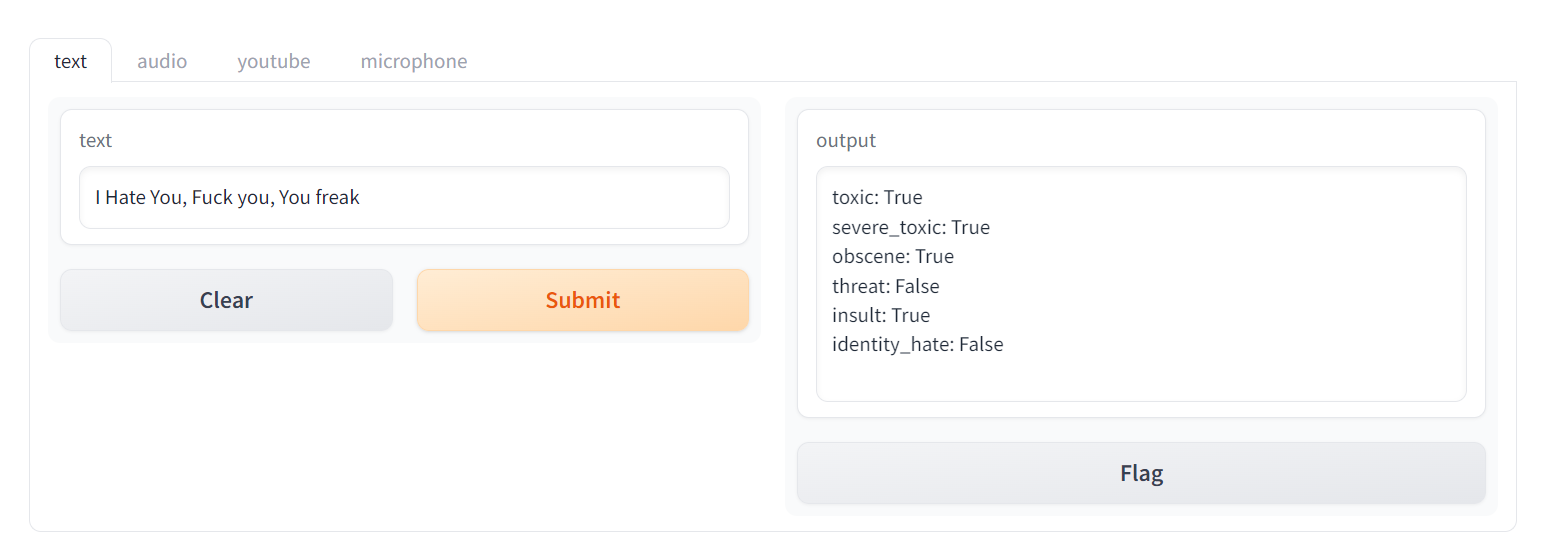 text audio youtube microphone
text
I Hate You, Fuck you, You freak
Clear Submit
output
toxic: True
severe_toxic: True
obscene: True
threat: False
insult: True
identity_hate: False
Flag